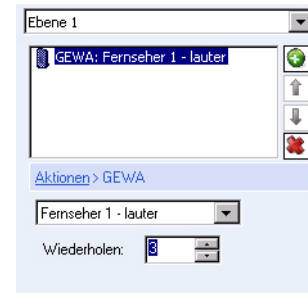 Ebene 1
GEWA: Fernseher 1 - lauter
Aktionen > GEWA
Fernseher 1 - lauter
Wiederholen: 3